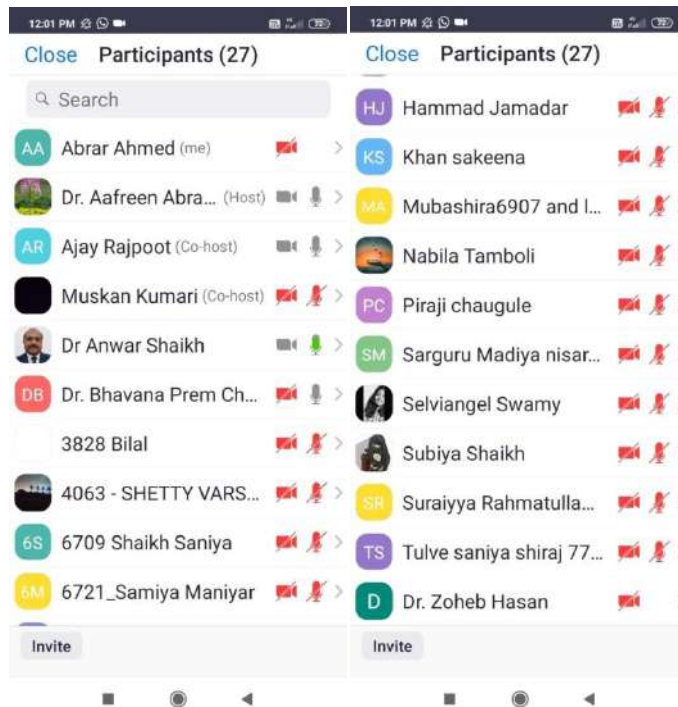 12:01 PM
72
Close Participants (27)
Search
AA Abrar Ahmed (me)
Dr. Aafreen Abra... (Host)
AR Ajay Rajpoot (Co-host)
Muskan Kumari (Co-host)
Dr Anwar Shaikh
DB Dr. Bhavana Prem Ch...
3828 Bilal
4063 - SHETTY VARS...
6S 6709 Shaikh Saniya
6M 6721_Samiya Maniyar
Invite
12:01 PM
72
Close Participants (27)
HJ Hammad Jamadar
KS Khan sakeena
MA Mubashira6907 and l...
Nabila Tamboli
PC Piraji chaugule
SM Sarguru Madiya nisar...
Selviangel Swamy
Subiya Shaikh
SR Suraiyya Rahmatulla...
TS Tulve saniya shiraj 77...
D Dr. Zoheb Hasan
Invite